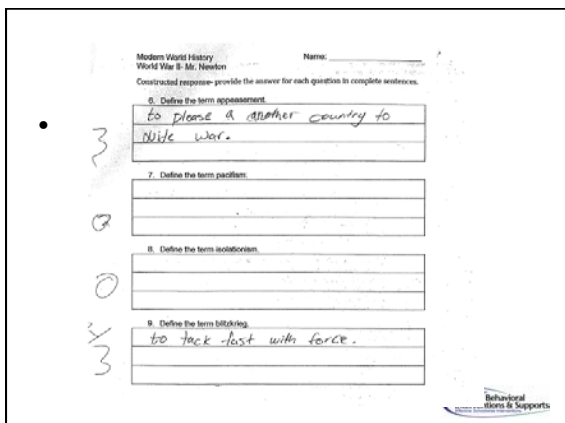 Modern World History
Name:
World War II- Mr. Newton
Constructed response- provide the answer for each question in complete sentences.
6. Define the term appeasement.
to please a another country to
3
war.
7. Define the term pacifism.
0
8. Define the term isolationism.
0
9. Define the term blitzkrieg.
to tack fast with force.
3
Behavioral
tions & Supports